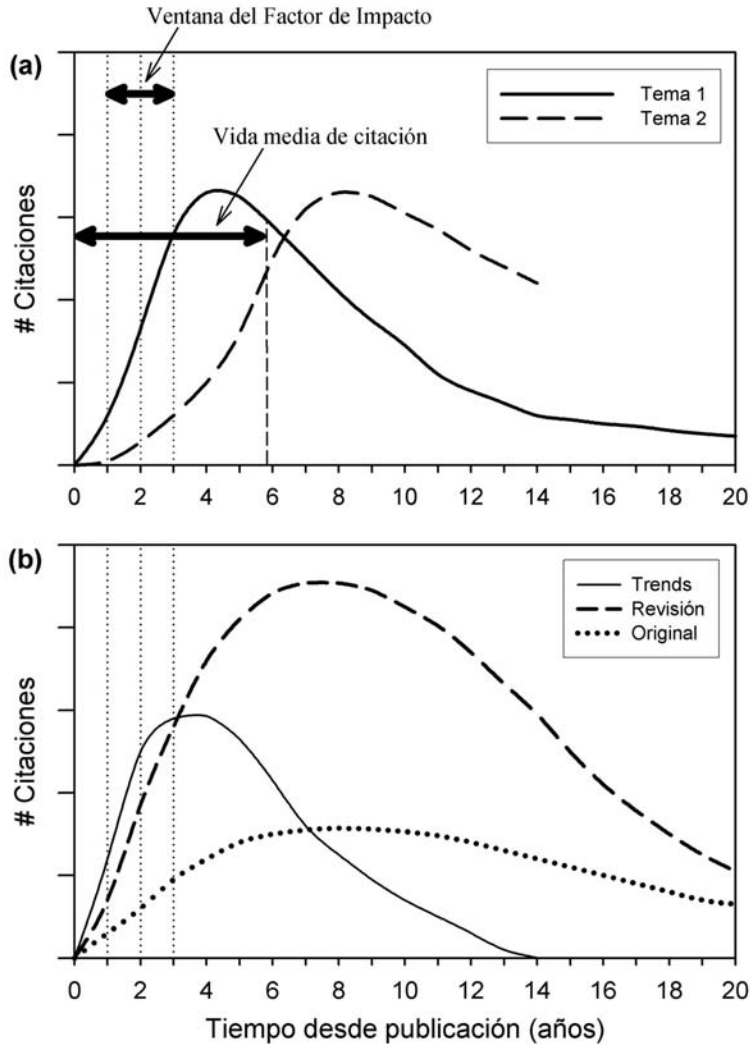 Ventana del Factor de Impacto
(a)
Tema 1
Tema 2
Vida media de citación
# Citaciones
0 2 4 6 8 10 12 14 16 18 20
(b)
Trends
Revisión
Original
# Citaciones
0 2 4 6 8 10 12 14 16 18 20
Tiempo desde publicación (años)